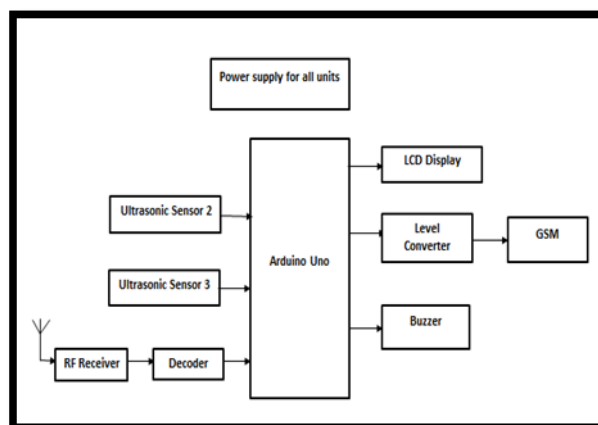 Power supply for all units
LCD Display
Ultrasonic Sensor 2
Level
Converter
GSM
Arduino Uno
Ultrasonic Sensor 3
Buzzer
RF Receiver
Decoder